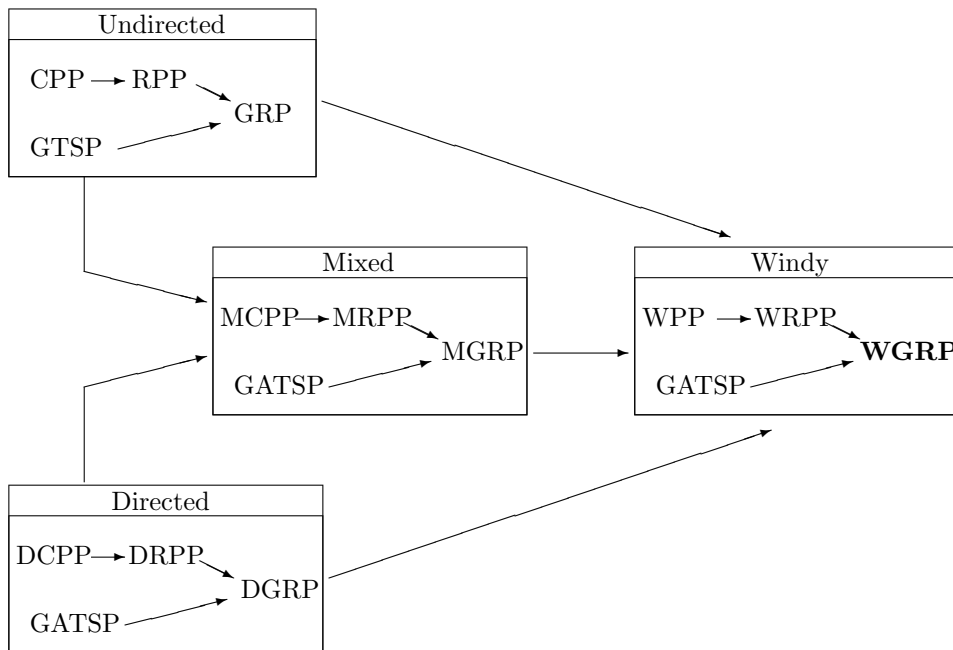 Undirected
CPP RPP
GRP
GTSP
Mixed
MCPP MRPP
MGRP
GATSP
Windy
WPP WRPP
WGRP
GATSP
Directed
DCPP DRPP
DGRP
GATSP